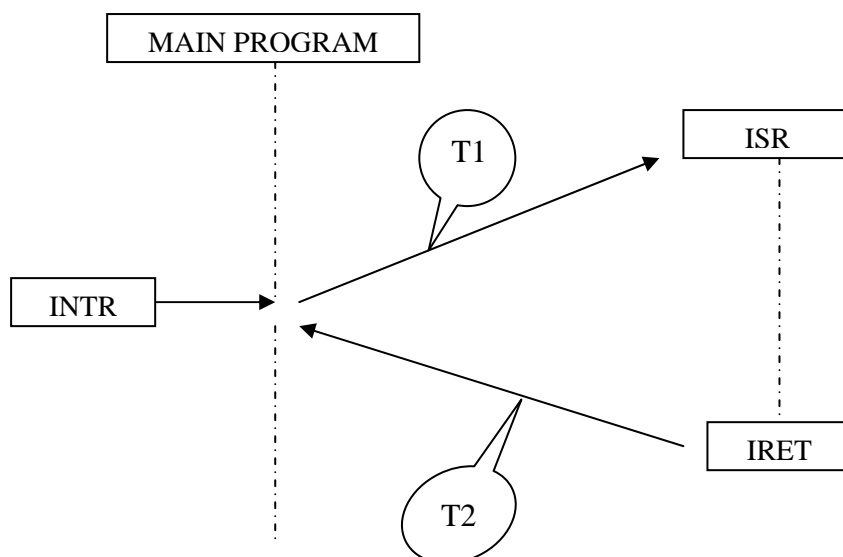 MAIN PROGRAM
T1
ISR
INTR
IRET
T2